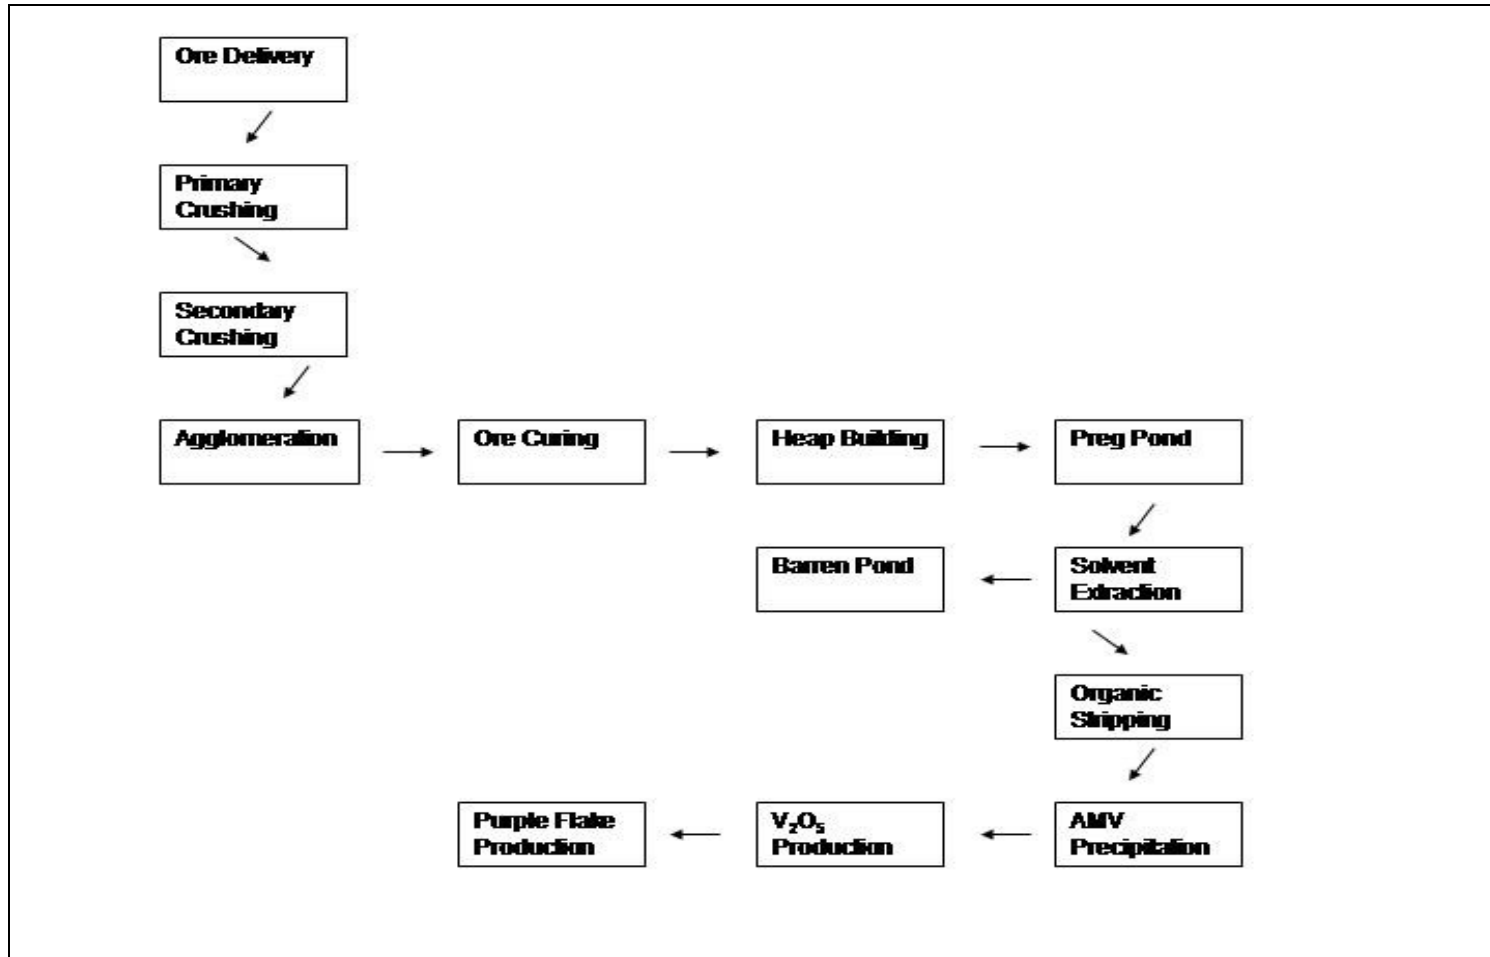 Ore Delivery
Primary
Crushing
Secondary
Crushing
Agglomeration
Ore Curing
Heap Building
Preg Pond
Barren Pond
Solvent
Extraction
Organic
Stripping
Purple Flake
Production
V₂O₅
Production
AMV
Precipitation